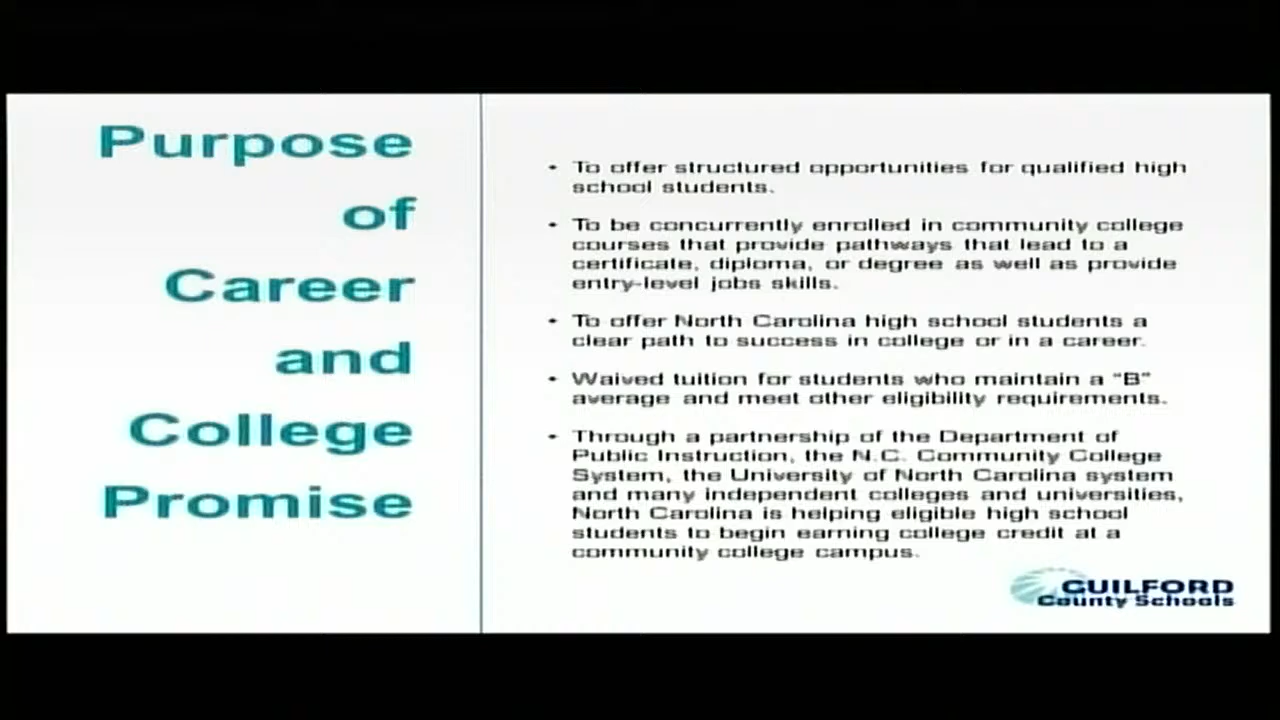 Purpose
of
Career
and
College
Promise
• To offer structured opportunities for qualified high
school students.
• To be concurrently enrolled in community college
courses that provide pathways that lead to a
certificate, diploma, or degree as well as provide
entry-level jobs skills.
• To offer North Carolina high school students a
clear path to success in college or in a career.
• Waived tuition for students who maintain a "B"
average and meet other eligibility requirements.
• Through a partnership of the Department of
Public Instruction, the N.C. Community College
System, the University of North Carolina system
and many independent colleges and universities,
North Carolina is helping eligible high school
students to begin earning college credit at a
community college campus.
GUILFORD
County Schools